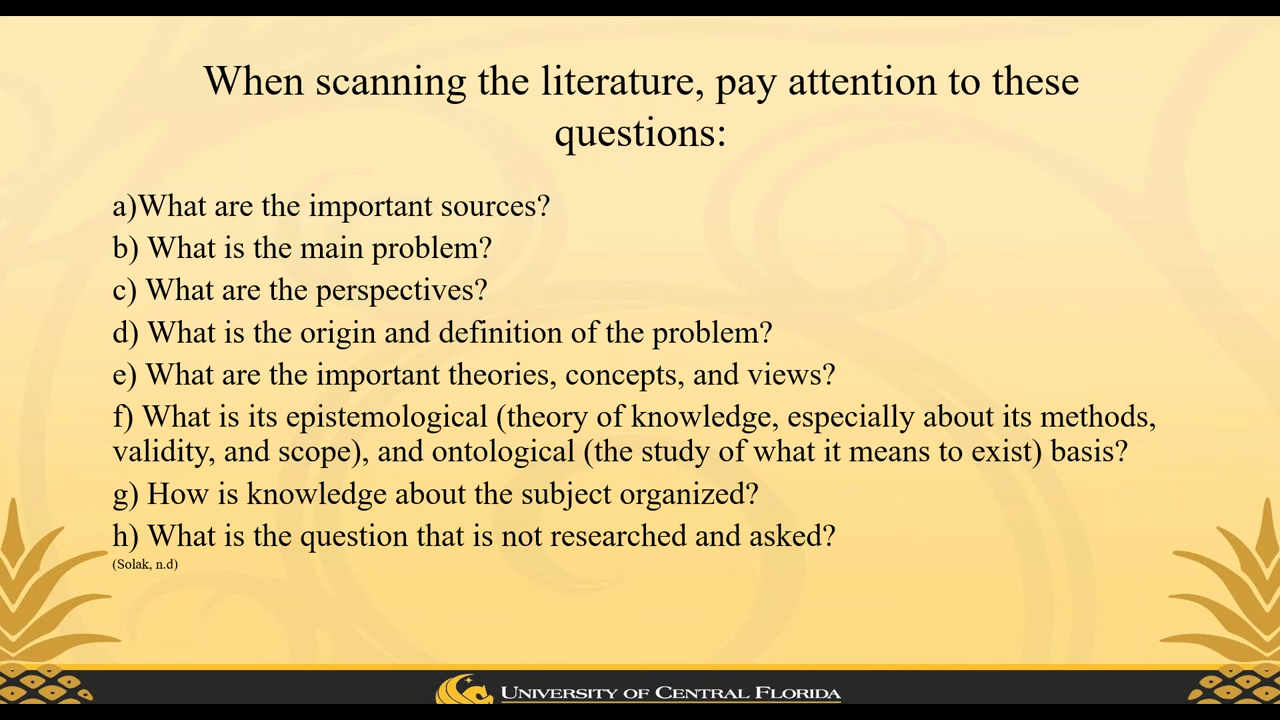 When scanning the literature, pay attention to these
questions:
a)What are the important sources?
b) What is the main problem?
c) What are the perspectives?
d) What is the origin and definition of the problem?
e) What are the important theories, concepts, and views?
f) What is its epistemological (theory of knowledge, especially about its methods,
validity, and scope), and ontological (the study of what it means to exist) basis?
g) How is knowledge about the subject organized?
h) What is the question that is not researched and asked?
(Solak, n.d)
UNIVERSITY OF CENTRAL FLORIDA